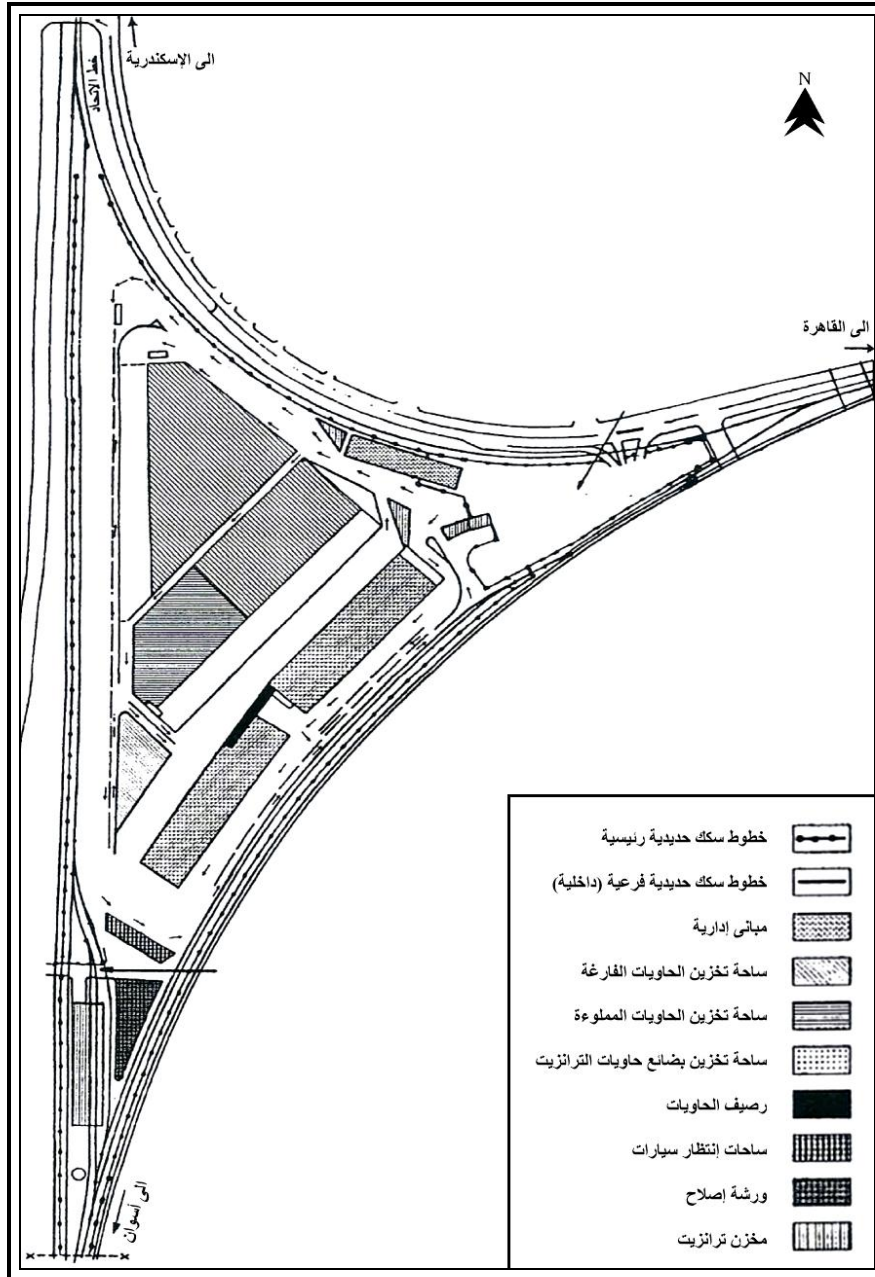 الى الإسكندرية
خط الاتحاد
N
الى القاهرة
خطوط سكك حديدية رئيسية
خطوط سكك حديدية فرعية (داخلية)
مبانى إدارية
ساحة تخزين الحاويات الفارغة
ساحة تخزين الحاويات المملوءة
ساحة تخزين بضائع حاويات الترانزيت
رصيف الحاويات
ساحات إنتظار سيارات
ورشة إصلاح
مخزن ترانزيت
الى أسوان
x x